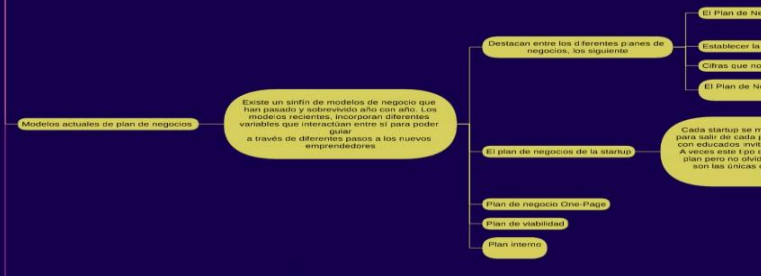 Modelos actuales de plan de negocios
Existe un sinfín de modelos de negocio que
han pasado y sobrevivido año con año. Los
modelos recientes, incorporan diferentes
variables que interactúan entre sí para poder
guiar
a través de diferentes pasos a los nuevos
emprendedores
Destacan entre los diferentes planes de
negocios, los siguiente
El Plan de
Establecer la
Cifras que
El Plan de
El plan de negocios de la startup
Cada startup se
para salir de cada
con educados
A veces este tipo
plan pero no
son las únicas
Plan de negocio One-Page
Plan de viabilidad
Plan interno